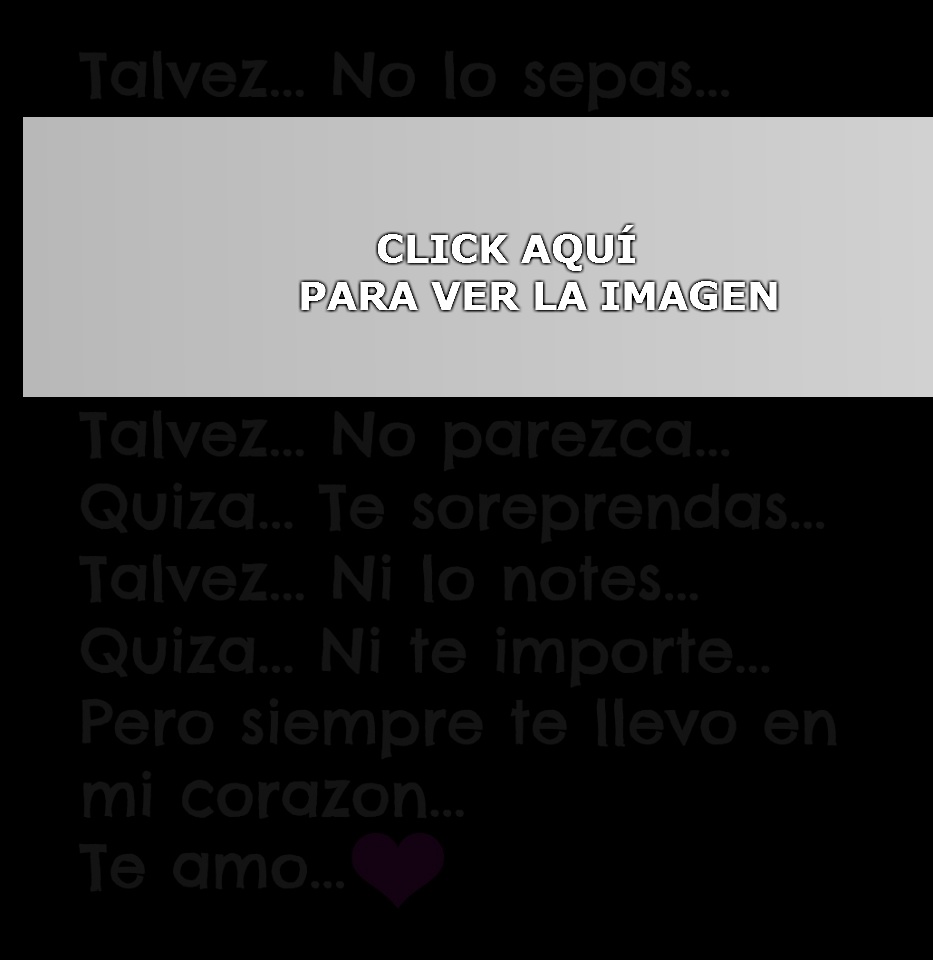 Talvez... No lo sepas...
CLICK AQUÍ
PARA VER LA IMAGEN
Talvez... No parezca...
Quiza... Te soreprendas...
Talvez... Ni lo notes...
Quiza... Ni te importe...
Pero siempre te llevo en
mi corazon...
Te amo...